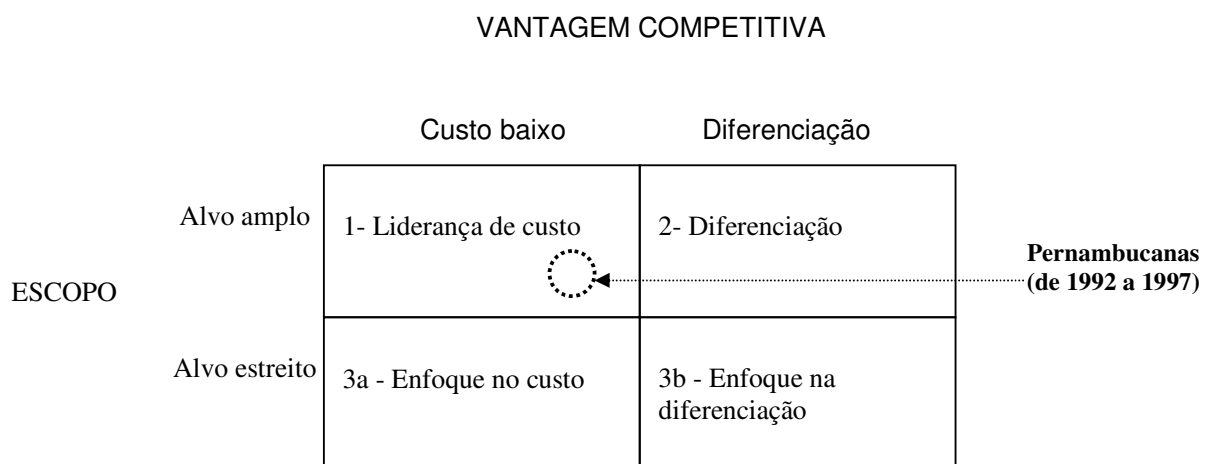 VANTAGEM COMPETITIVA
Custo baixo
Diferenciação
Alvo amplo
1- Liderança de custo
2- Diferenciação
Pernambucanas
(de 1992 a 1997)
ESCOPO
Alvo estreito
3a - Enfoque no custo
3b - Enfoque na
diferenciação